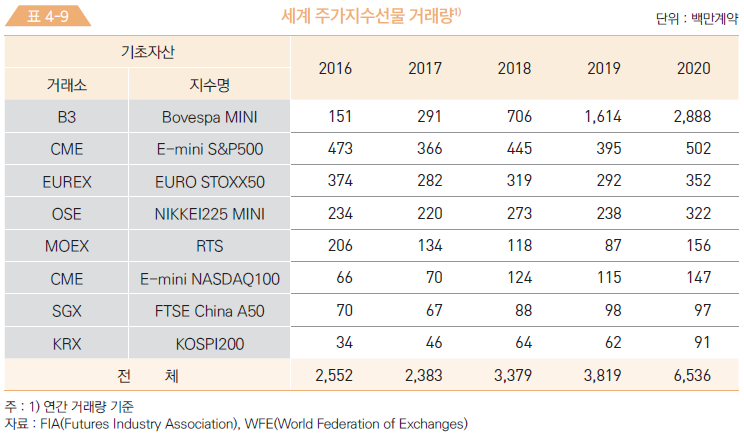 표 4-9 세계 주가지수선물 거래량1) 단위 : 백만계약
기초자산 2016 2017 2018 2019 2020
거래소 지수명
B3 Bovespa MINI 151 291 706 1,614 2,888
CME E-mini S&P500 473 366 445 395 502
EUREX EURO STOXX50 374 282 319 292 352
OSE NIKKEI225 MINI 234 220 273 238 322
MOEX RTS 206 134 118 87 156
CME E-mini NASDAQ100 66 70 124 115 147
SGX FTSE China A50 70 67 88 98 97
KRX KOSPI200 34 46 64 62 91
전 체 2,552 2,383 3,379 3,819 6,536
주 : 1) 연간 거래량 기준
자료 : FIA(Futures Industry Association), WFE(World Federation of Exchanges)